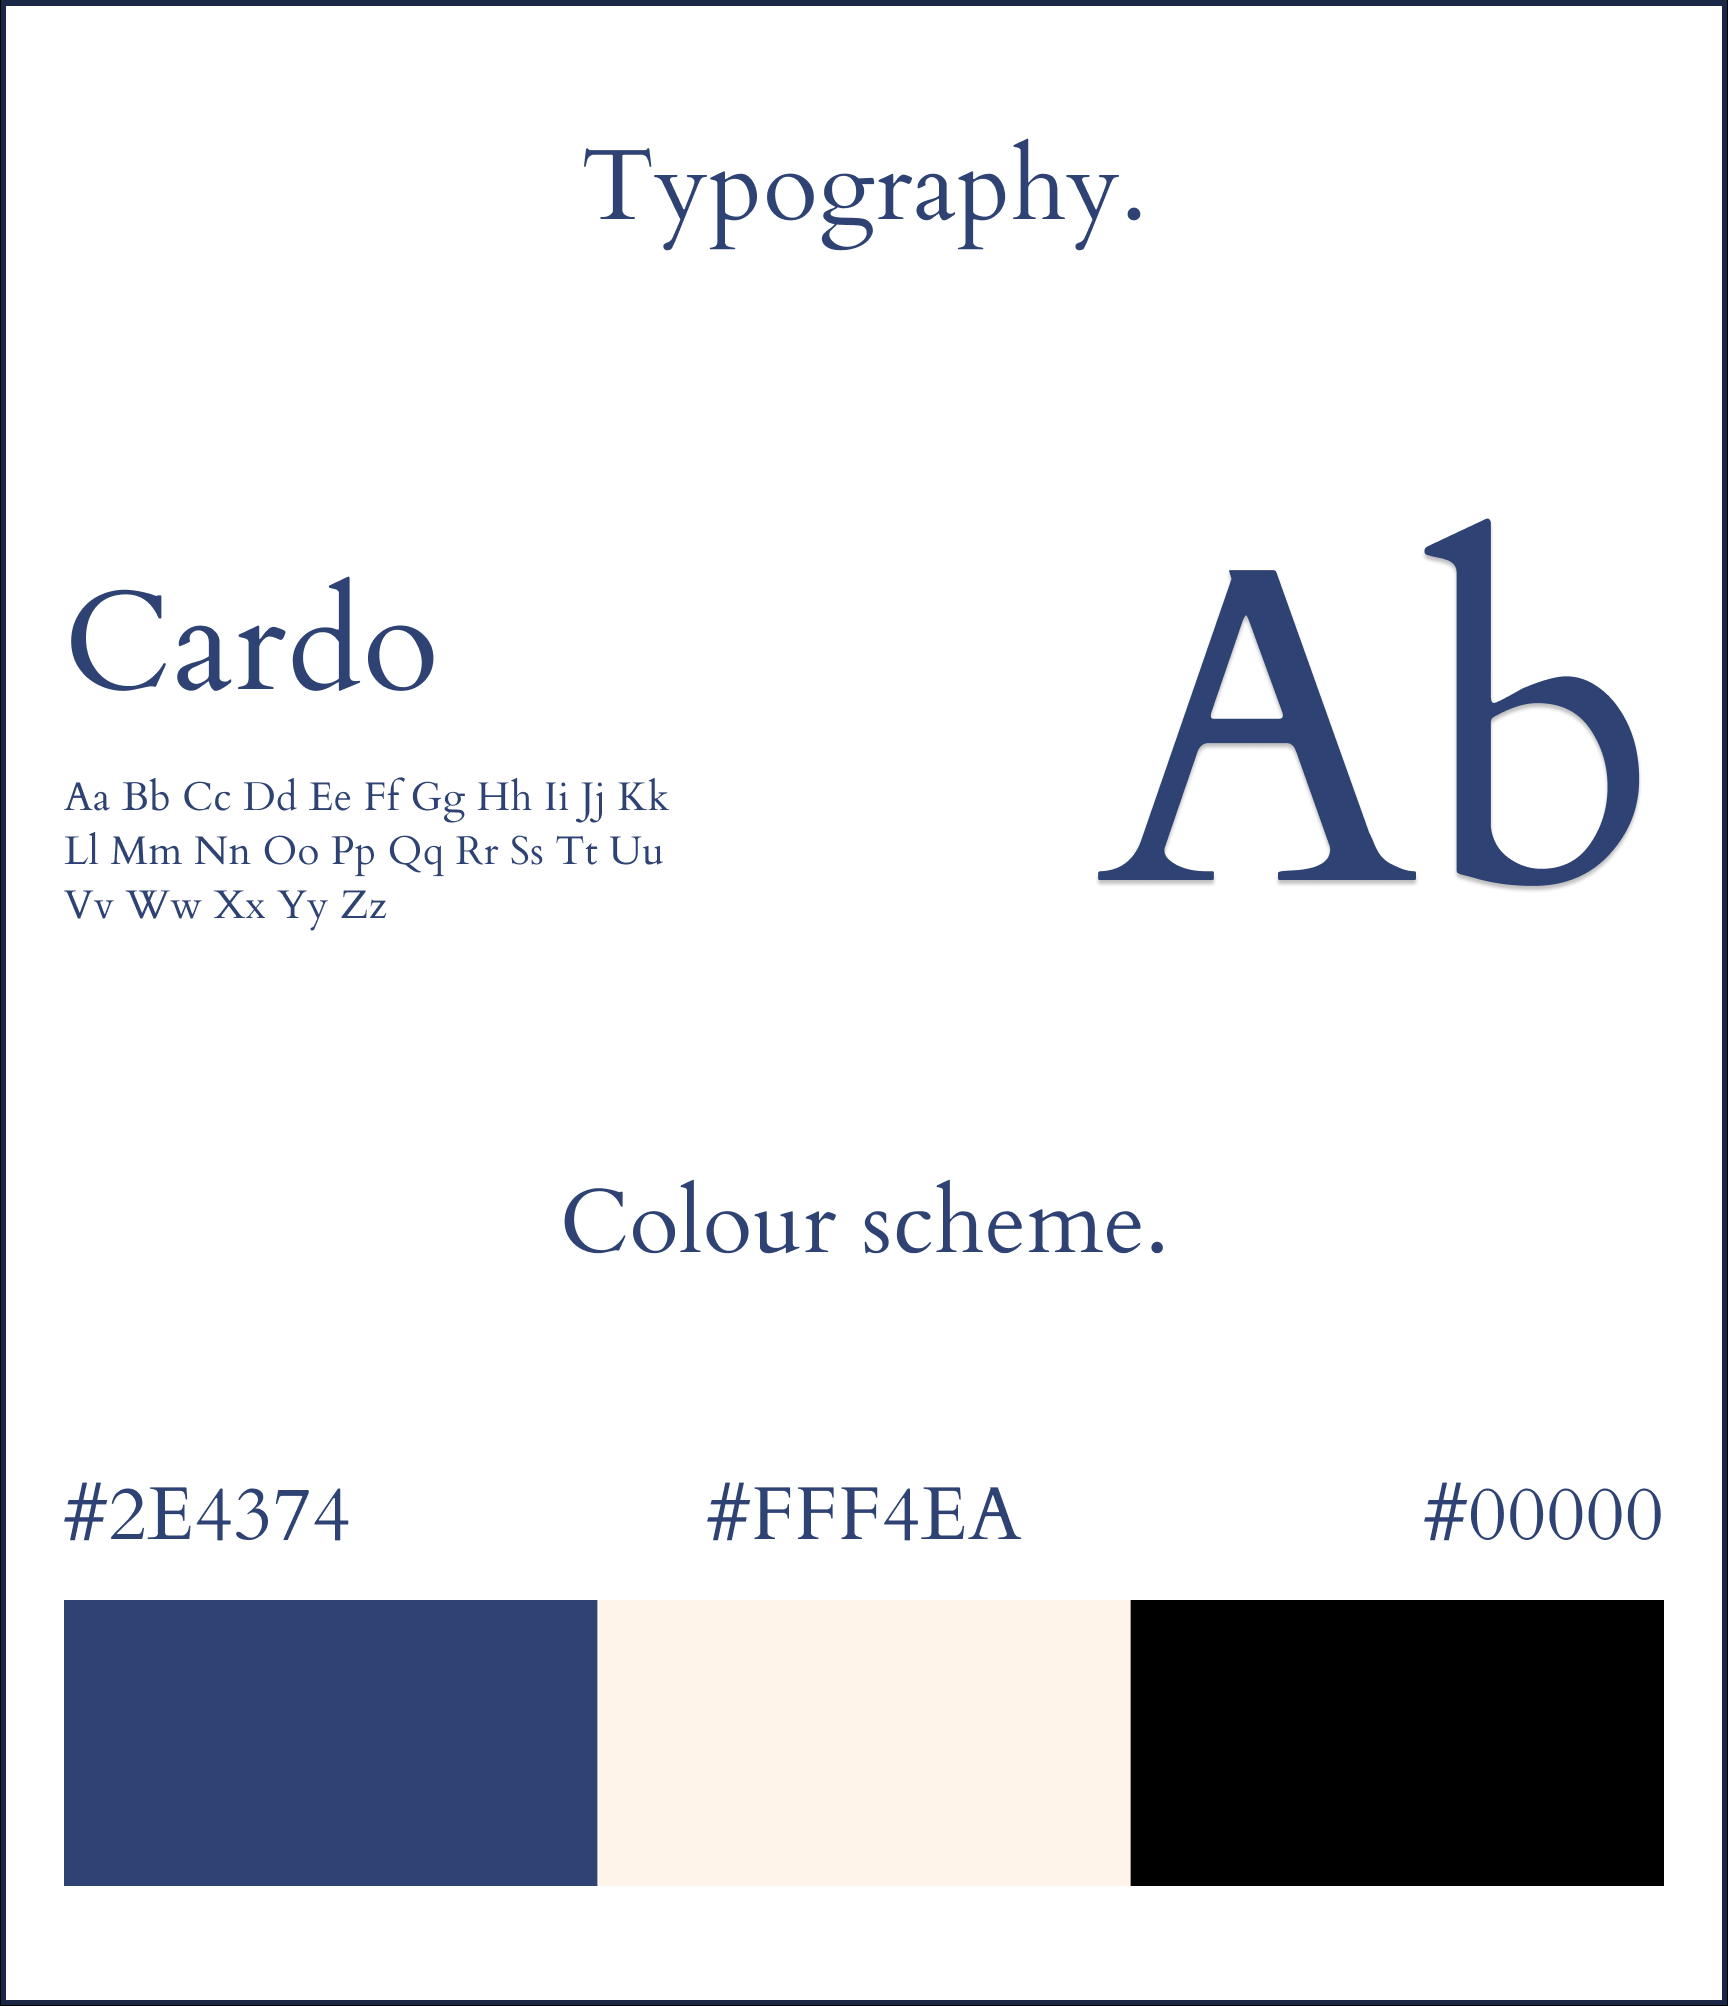 Typography.
Cardo
Ab
Aa Bb Cc Dd Ee Ff Gg Hh Ii Jj Kk
Ll Mm Nn Oo Pp Qq Rr Ss Tt Uu
Vv Ww Xx Yy Zz
Colour scheme.
#2E4374
#FFF4EA
#00000